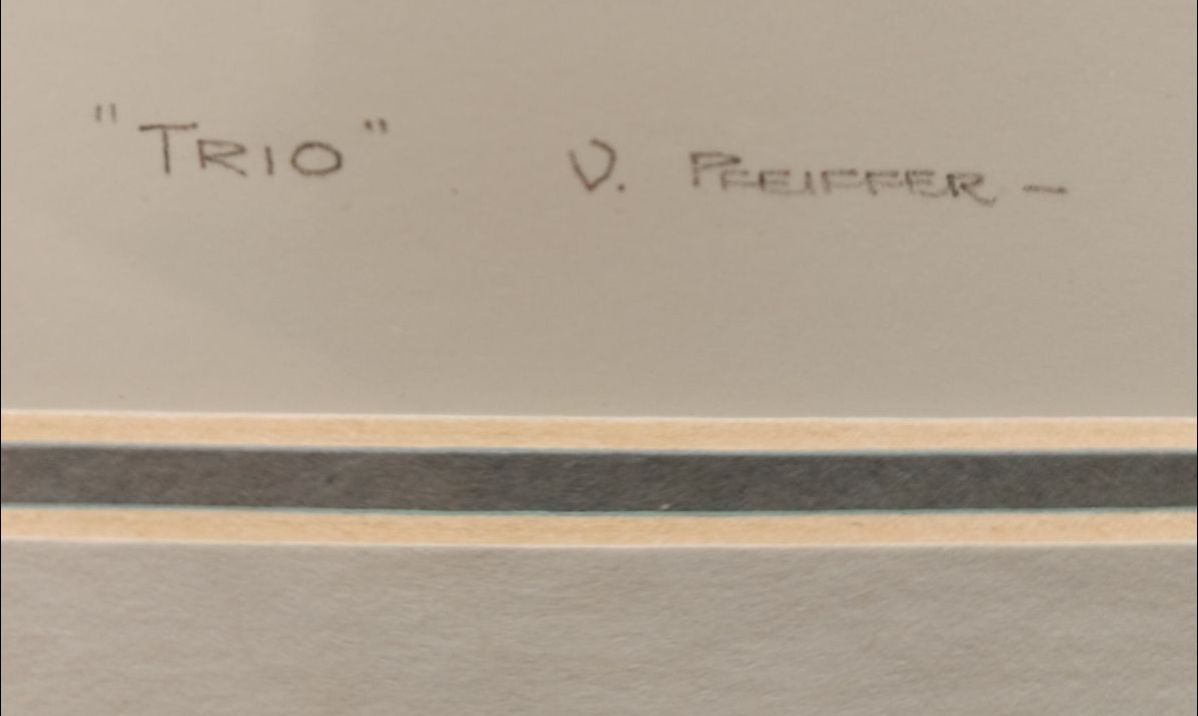 "TRIO" V. PFEIFFER —